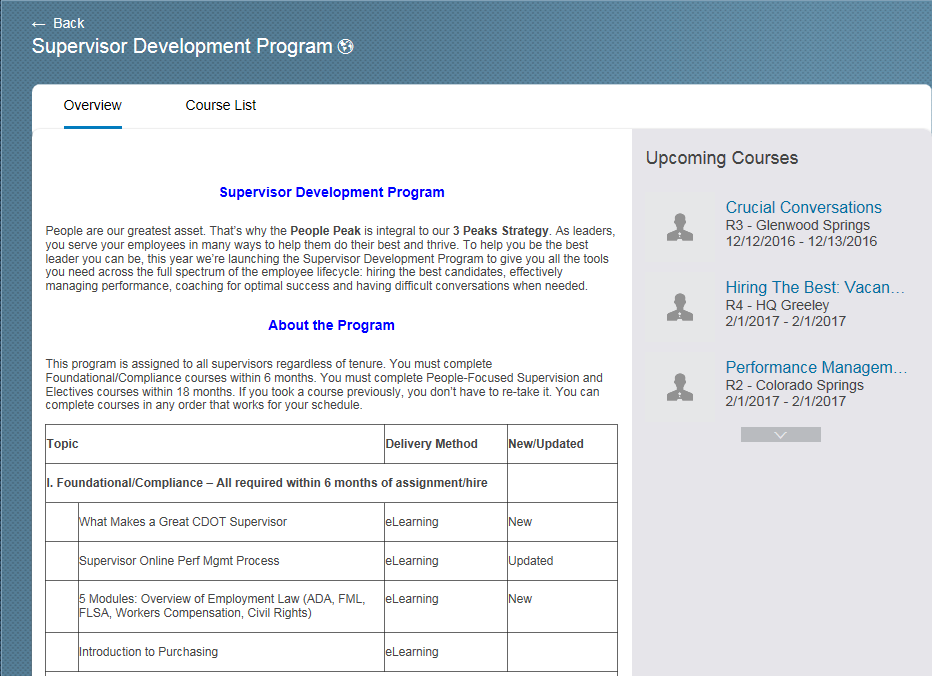 ← Back
Supervisor Development Program
Overview
Course List
Supervisor Development Program
People are our greatest asset. That's why the People Peak is integral to our 3 Peaks Strategy. As leaders,
you serve your employees in many ways to help them do their best and thrive. To help you be the best
leader you can be, this year we're launching the Supervisor Development Program to give you all the tools
you need across the full spectrum of the employee lifecycle: hiring the best candidates, effectively
managing performance, coaching for optimal success and having difficult conversations when needed.
About the Program
This program is assigned to all supervisors regardless of tenure. You must complete
Foundational/Compliance courses within 6 months. You must complete People-Focused Supervision and
Electives courses within 18 months. If you took a course previously, you don't have to re-take it. You can
complete courses in any order that works for your schedule.
Topic Delivery Method New/Updated
I. Foundational/Compliance – All required within 6 months of assignment/hire
What Makes a Great CDOT Supervisor eLearning New
Supervisor Online Perf Mgmt Process eLearning Updated
5 Modules: Overview of Employment Law (ADA, FML, eLearning New
FLSA, Workers Compensation, Civil Rights)
Introduction to Purchasing eLearning
Upcoming Courses
Crucial Conversations
R3 - Glenwood Springs
12/12/2016 - 12/13/2016
Hiring The Best: Vacan...
R4 - HQ Greeley
2/1/2017 - 2/1/2017
Performance Managem...
R2 - Colorado Springs
2/1/2017 - 2/1/2017